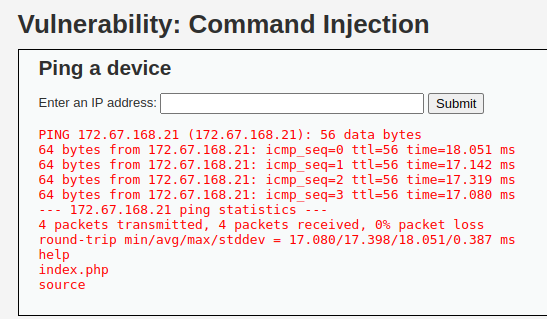 Vulnerability: Command Injection
Ping a device
Enter an IP address: Submit
PING 172.67.168.21 (172.67.168.21): 56 data bytes
64 bytes from 172.67.168.21: icmp_seq=0 ttl=56 time=18.051 ms
64 bytes from 172.67.168.21: icmp_seq=1 ttl=56 time=17.142 ms
64 bytes from 172.67.168.21: icmp_seq=2 ttl=56 time=17.319 ms
64 bytes from 172.67.168.21: icmp_seq=3 ttl=56 time=17.080 ms
--- 172.67.168.21 ping statistics ---
4 packets transmitted, 4 packets received, 0% packet loss
round-trip min/avg/max/stddev = 17.080/17.398/18.051/0.387 ms
help
index.php
source